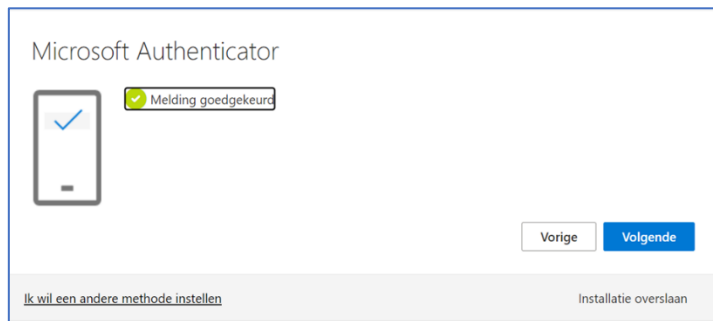 Microsoft Authenticator
Melding goedgekeurd
Vorige
Volgende
Ik wil een andere methode instellen
Installatie overslaan